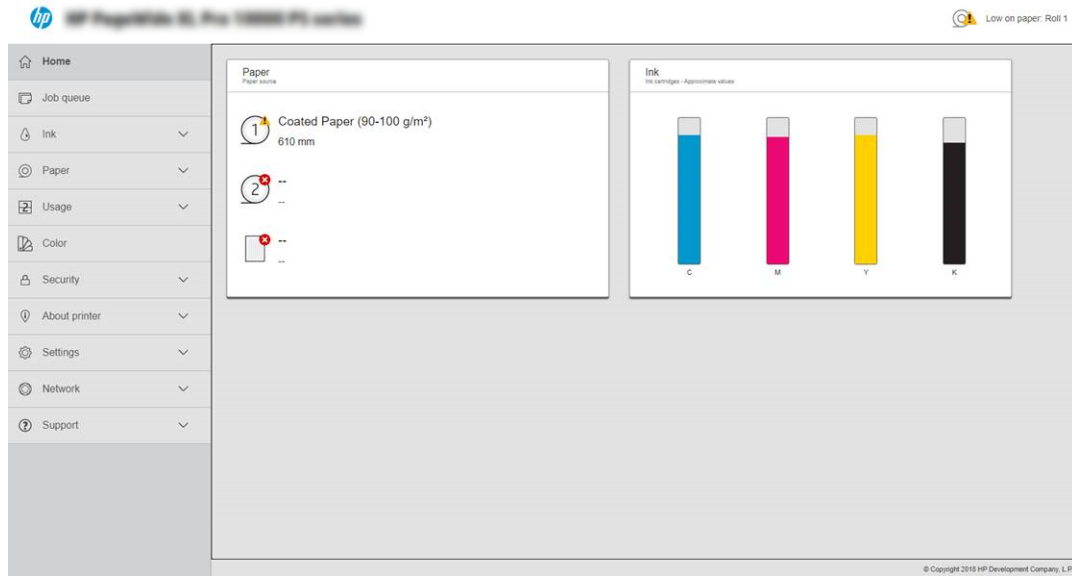 hp
Low on paper: Roll 1
Home
Job queue
Ink
Paper
Usage
Color
Security
About printer
Settings
Network
Support
Paper
Paper source
1
Coated Paper (90-100 g/m²)
610 mm
2
--
--
--
--
Ink
Ink cartridges - Approximate values
C M Y K
© Copyright 2018 HP Development Company, L.P